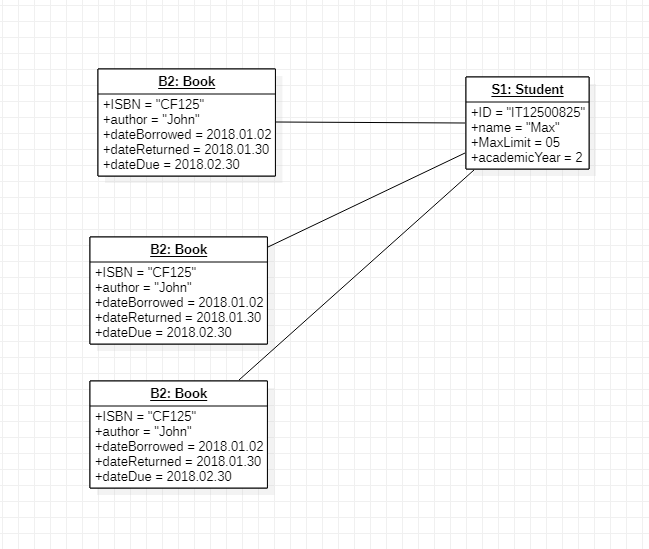 B2: Book
+ISBN = "CF125"
+author = "John"
+dateBorrowed = 2018.01.02
+dateReturned = 2018.01.30
+dateDue = 2018.02.30
S1: Student
+ID = "IT12500825"
+name = "Max"
+MaxLimit = 05
+academicYear = 2
B2: Book
+ISBN = "CF125"
+author = "John"
+dateBorrowed = 2018.01.02
+dateReturned = 2018.01.30
+dateDue = 2018.02.30
B2: Book
+ISBN = "CF125"
+author = "John"
+dateBorrowed = 2018.01.02
+dateReturned = 2018.01.30
+dateDue = 2018.02.30